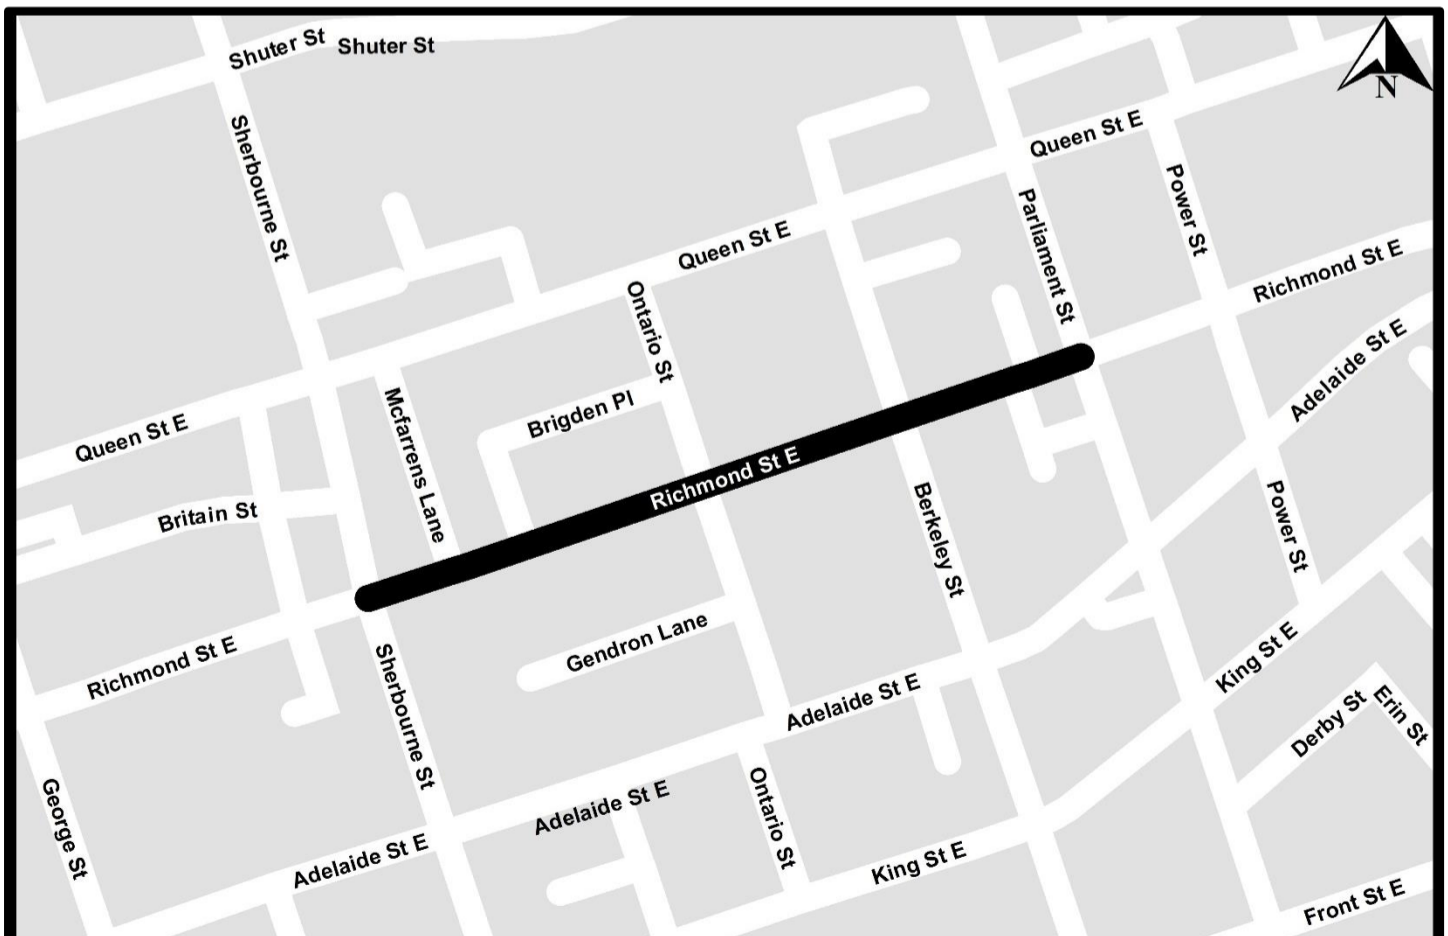 Shuter St
Shuter St
N
Sherbourne St
Queen St E
Power St
Parliament St
Queen St E
Richmond St E
Ontario St
Adelaide St E
Mcfarrens Lane
Brigden Pl
Queen St E
Richmond St E
Britain St
Berkeley St
Power St
Gendron Lane
Richmond St E
King St E
Sherbourne St
Adelaide St E
Derby St
Erin St
George St
Ontario St
Adelaide St E
Adelaide St E
King St E
Front St E